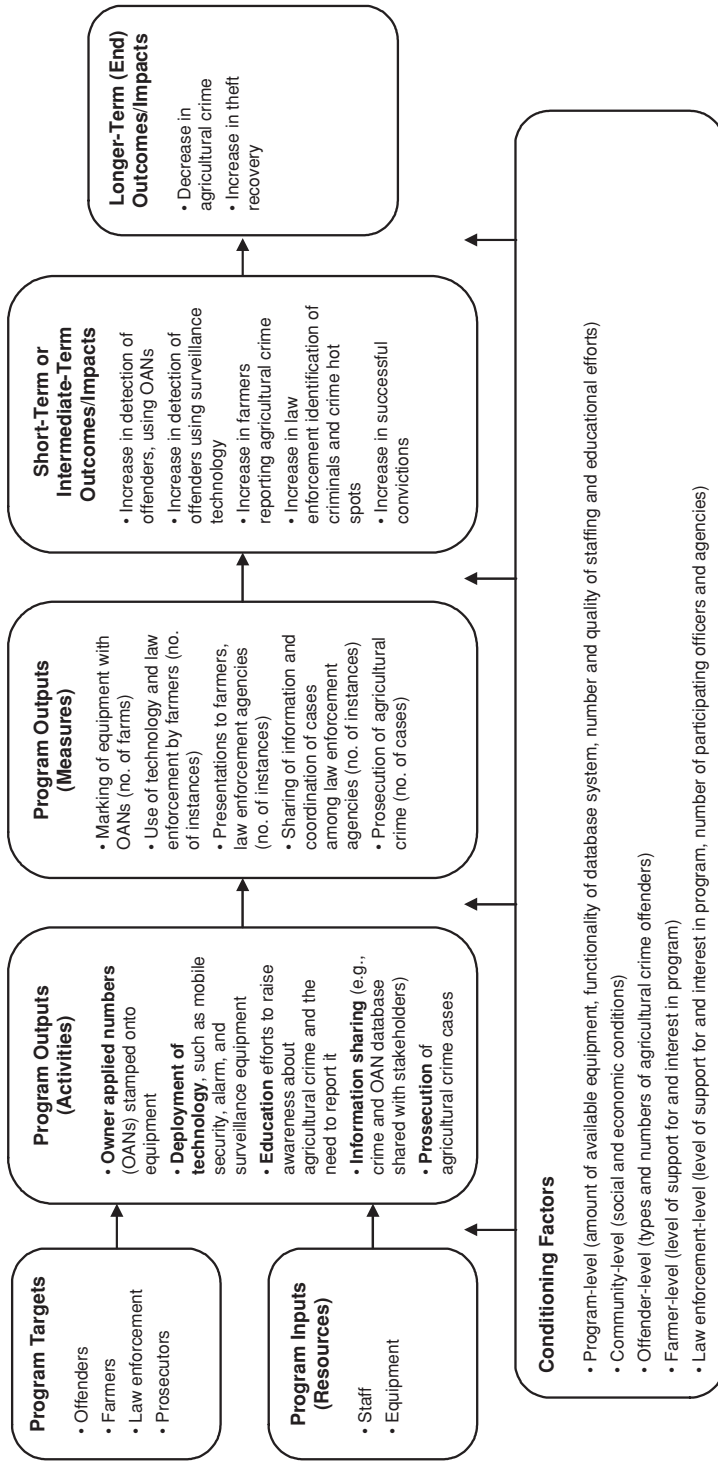 Program Targets
• Offenders
• Farmers
• Law enforcement
• Prosecutors
Program Inputs
(Resources)
• Staff
• Equipment
Program Outputs
(Activities)
• Owner applied numbers
(OANs) stamped onto
equipment
• Deployment of
technology, such as mobile
security, alarm, and
surveillance equipment
• Education efforts to raise
awareness about
agricultural crime and the
need to report it
• Information sharing (e.g.,
crime and OAN database
shared with stakeholders)
• Prosecution of
agricultural crime cases
Program Outputs
(Measures)
• Marking of equipment with
OANs (no. of farms)
• Use of technology and law
enforcement by farmers (no.
of instances)
• Presentations to farmers,
law enforcement agencies
(no. of instances)
• Sharing of information and
coordination of cases
among law enforcement
agencies (no. of instances)
• Prosecution of agricultural
crime (no. of cases)
Short-Term or
Intermediate-Term
Outcomes/Impacts
• Increase in detection of
offenders, using OANs
• Increase in detection of
offenders using surveillance
technology
• Increase in farmers
reporting agricultural crime
• Increase in law
enforcement identification of
criminals and crime hot
spots
• Increase in successful
convictions
Longer-Term (End)
Outcomes/Impacts
• Decrease in
agricultural crime
• Increase in theft
recovery
Conditioning Factors
• Program-level (amount of available equipment, functionality of database system, number and quality of staffing and educational efforts)
• Community-level (social and economic conditions)
• Offender-level (types and numbers of agricultural crime offenders)
• Farmer-level (level of support for and interest in program)
• Law enforcement-level (level of support for and interest in program, number of participating officers and agencies)